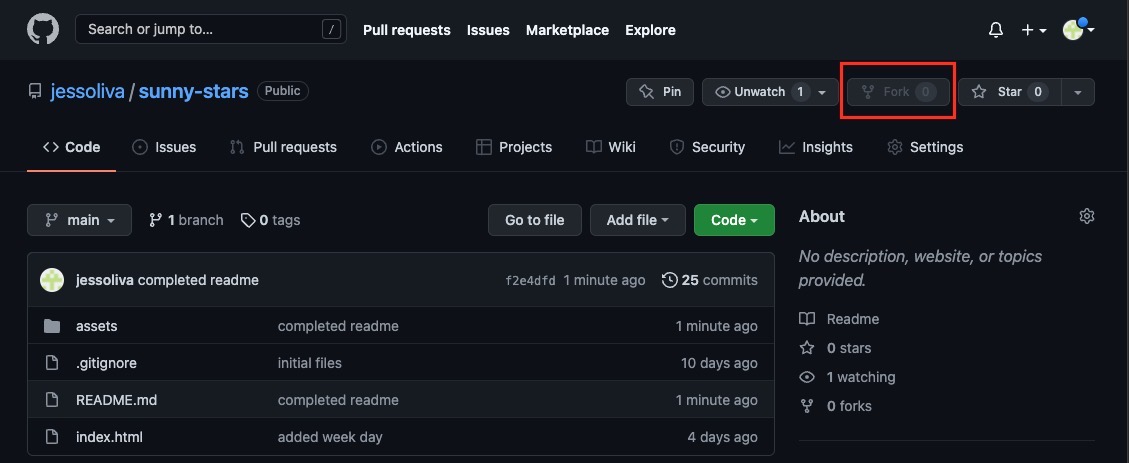 Search or jump to... / Pull requests Issues Marketplace Explore
jessoliva / sunny-stars Public Pin Unwatch 1 Fork 0 Star 0
Code Issues Pull requests Actions Projects Wiki Security Insights Settings
main 1 branch 0 tags Go to file Add file Code
jessoliva completed readme f2e4dfd 1 minute ago 25 commits
assets completed readme 1 minute ago
.gitignore initial files 10 days ago
README.md completed readme 1 minute ago
index.html added week day 4 days ago
About
No description, website, or topics
provided.
Readme
0 stars
1 watching
0 forks